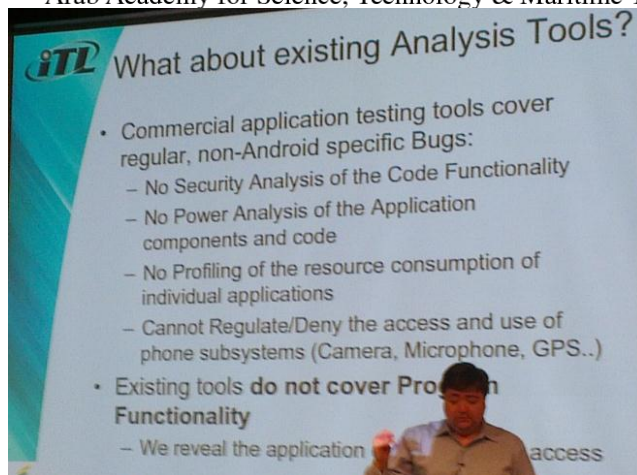 Arab Academy for Science, Technology & Maritime
iTL What about existing Analysis Tools?
• Commercial application testing tools cover
regular, non-Android specific Bugs:
– No Security Analysis of the Code Functionality
– No Power Analysis of the Application
components and code
– No Profiling of the resource consumption of
individual applications
– Cannot Regulate/Deny the access and use of
phone subsystems (Camera, Microphone, GPS..)
• Existing tools do not cover
Functionality
– We reveal the application access